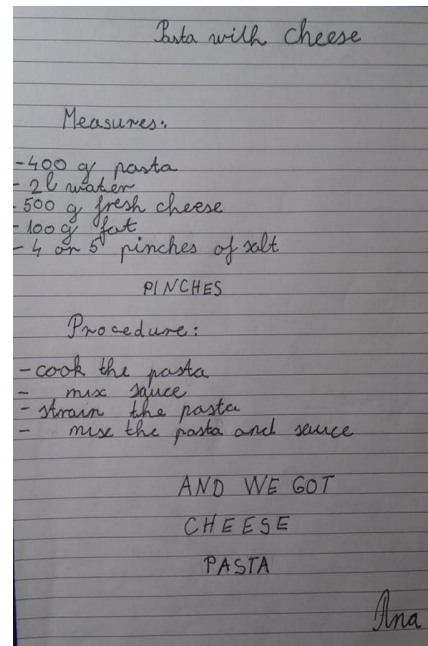 Pasta with cheese
Measures:
-400 g pasta
- 2l water
- 500 g fresh cheese
-100 g fat
- 4 or 5 pinches of salt
PINCHES
Procedure:
- cook the pasta
- mix sauce
- strain the pasta
- mix the pasta and sauce
AND WE GOT
CHEESE
PASTA
Ana